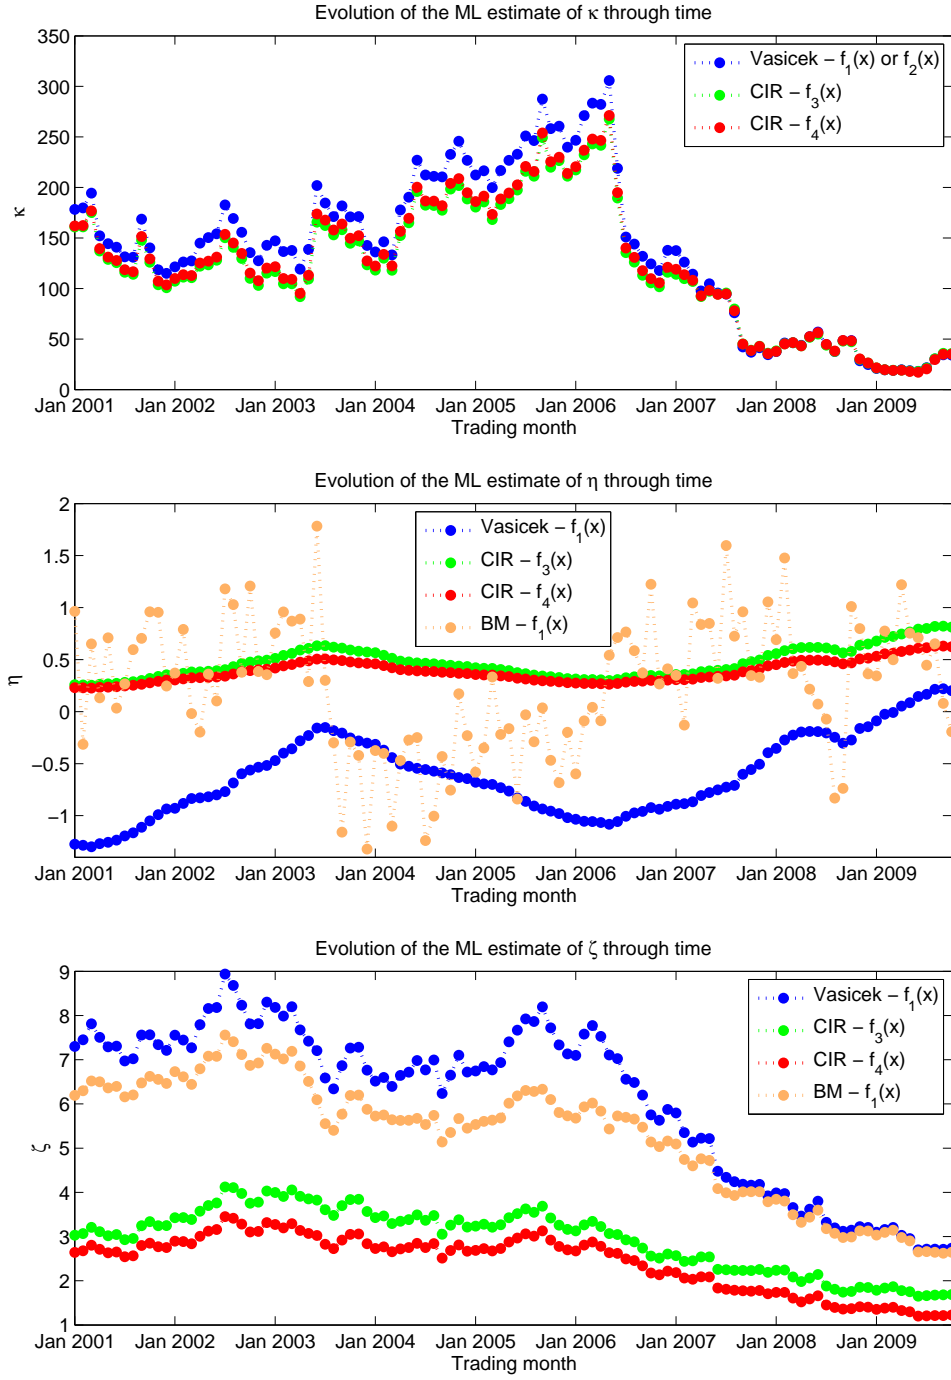 Evolution of the ML estimate of κ through time
350
300
250
200
150
100
50
0
κ
Vasicek − f1(x) or f2(x)
CIR − f3(x)
CIR − f4(x)
Jan 2001 Jan 2002 Jan 2003 Jan 2004 Jan 2005 Jan 2006 Jan 2007 Jan 2008 Jan 2009
Trading month
Evolution of the ML estimate of η through time
2
1.5
1
0.5
0
−0.5
−1
η
Vasicek − f1(x)
CIR − f3(x)
CIR − f4(x)
BM − f1(x)
Jan 2001 Jan 2002 Jan 2003 Jan 2004 Jan 2005 Jan 2006 Jan 2007 Jan 2008 Jan 2009
Trading month
Evolution of the ML estimate of ζ through time
9
8
7
6
5
4
3
2
1
ζ
Vasicek − f1(x)
CIR − f3(x)
CIR − f4(x)
BM − f1(x)
Jan 2001 Jan 2002 Jan 2003 Jan 2004 Jan 2005 Jan 2006 Jan 2007 Jan 2008 Jan 2009
Trading month